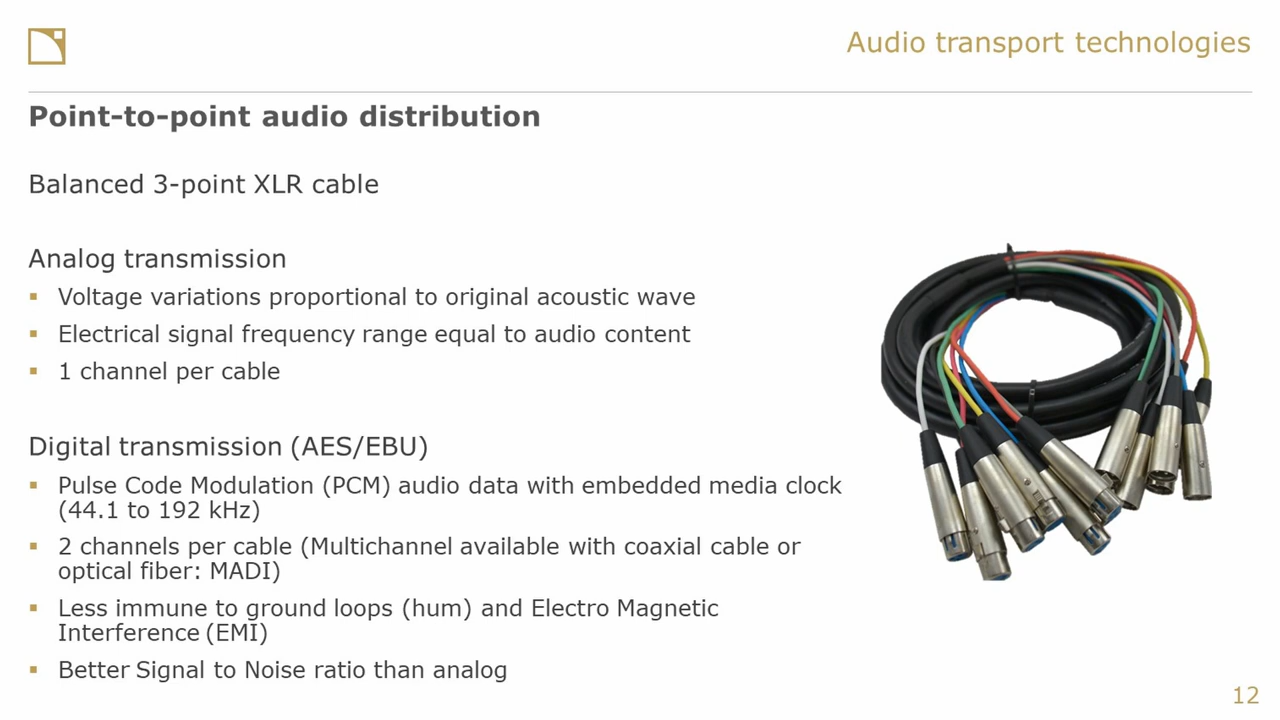 Audio transport technologies
Point-to-point audio distribution
Balanced 3-point XLR cable
Analog transmission
▪ Voltage variations proportional to original acoustic wave
▪ Electrical signal frequency range equal to audio content
▪ 1 channel per cable
Digital transmission (AES/EBU)
▪ Pulse Code Modulation (PCM) audio data with embedded media clock
(44.1 to 192 kHz)
▪ 2 channels per cable (Multichannel available with coaxial cable or
optical fiber: MADI)
▪ Less immune to ground loops (hum) and Electro Magnetic
Interference (EMI)
▪ Better Signal to Noise ratio than analog
12